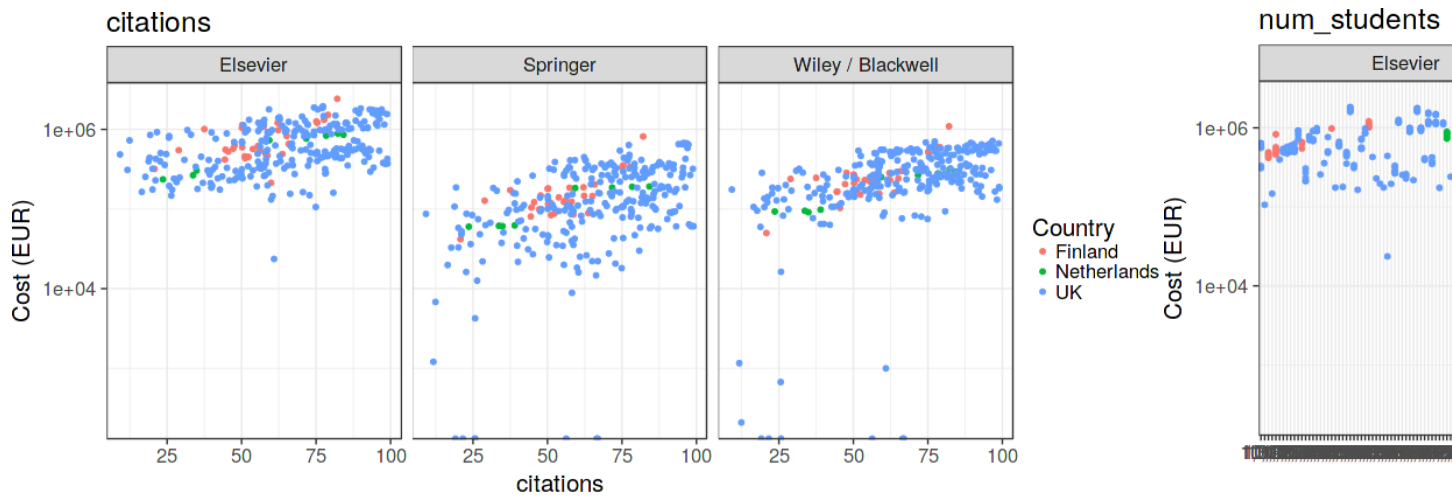 citations
Elsevier
Springer
Wiley / Blackwell
1e+06
1e+04
Cost (EUR)
25
50
75
100
25
50
75
100
25
50
75
100
citations
Country
Finland
Netherlands
UK
num_students
Elsevier
1e+06
1e+04
Cost (EUR)